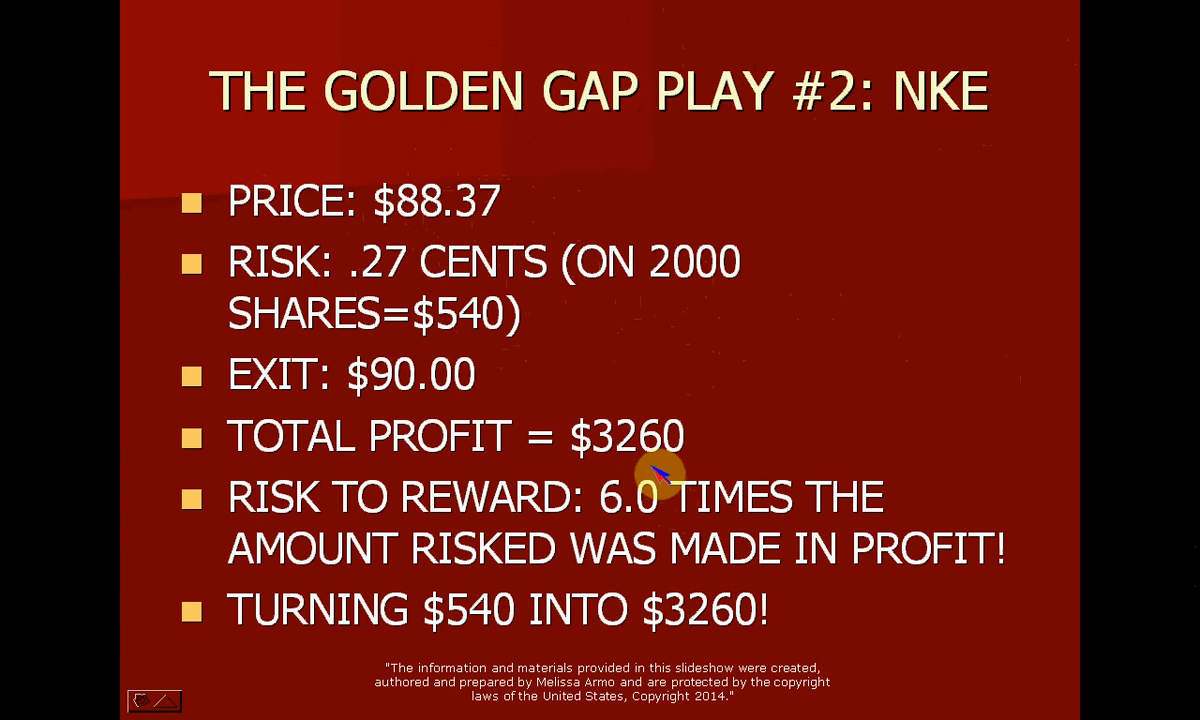 THE GOLDEN GAP PLAY #2: NKE
PRICE: $88.37
RISK: .27 CENTS (ON 2000
SHARES=$540)
EXIT: $90.00
TOTAL PROFIT = $3260
RISK TO REWARD: 6.0 TIMES THE
AMOUNT RISKED WAS MADE IN PROFIT!
TURNING $540 INTO $3260!
"The information and materials provided in this slideshow were created,
authored and prepared by Melissa Armo and are protected by the copyright
laws of the United States, Copyright 2014."